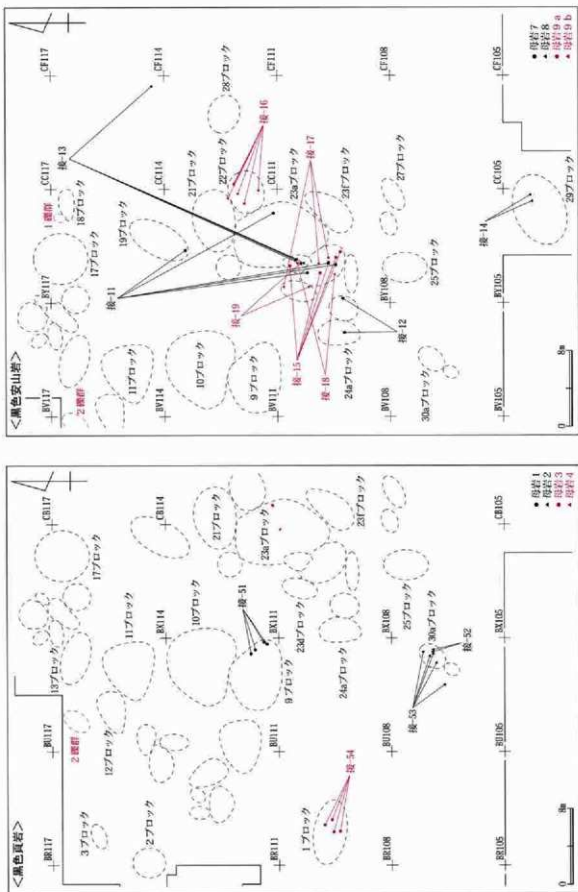 <黒色頁岩>
BR117
BU117
CB117
3ブロック
2礫群
13ブロック
17ブロック
12ブロック
11ブロック
2ブロック
BX114
CB114
10ブロック
21ブロック
接-51
BR111
BU111
BX111
9ブロック
23aブロック
23dブロック
接-54
1ブロック
24aブロック
23fブロック
BR108
BU108
BX108
CB108
25ブロック
30aブロック
接-53
接-52
BR105
BU105
BX105
CB105
0
8m
●母岩1
▲母岩2
●母岩3
▲母岩4
<黒色安山岩>
BV117
BY117
CC117
CF117
2礫群
1礫群
17ブロック
18ブロック
11ブロック
19ブロック
接-13
BV114
CC114
CF114
接-11
10ブロック
21ブロック
22ブロック
28ブロック
接-16
BV111
CC111
CF111
9ブロック
接-19
23aブロック
接-17
接-15
接-18
24aブロック
23fブロック
接-12
BV108
BY108
CF108
27ブロック
25ブロック
30aブロック
接-14
BV105
BY105
CC105
CF105
29ブロック
0
8m
●母岩7
▲母岩8
●母岩9a
▲母岩9b